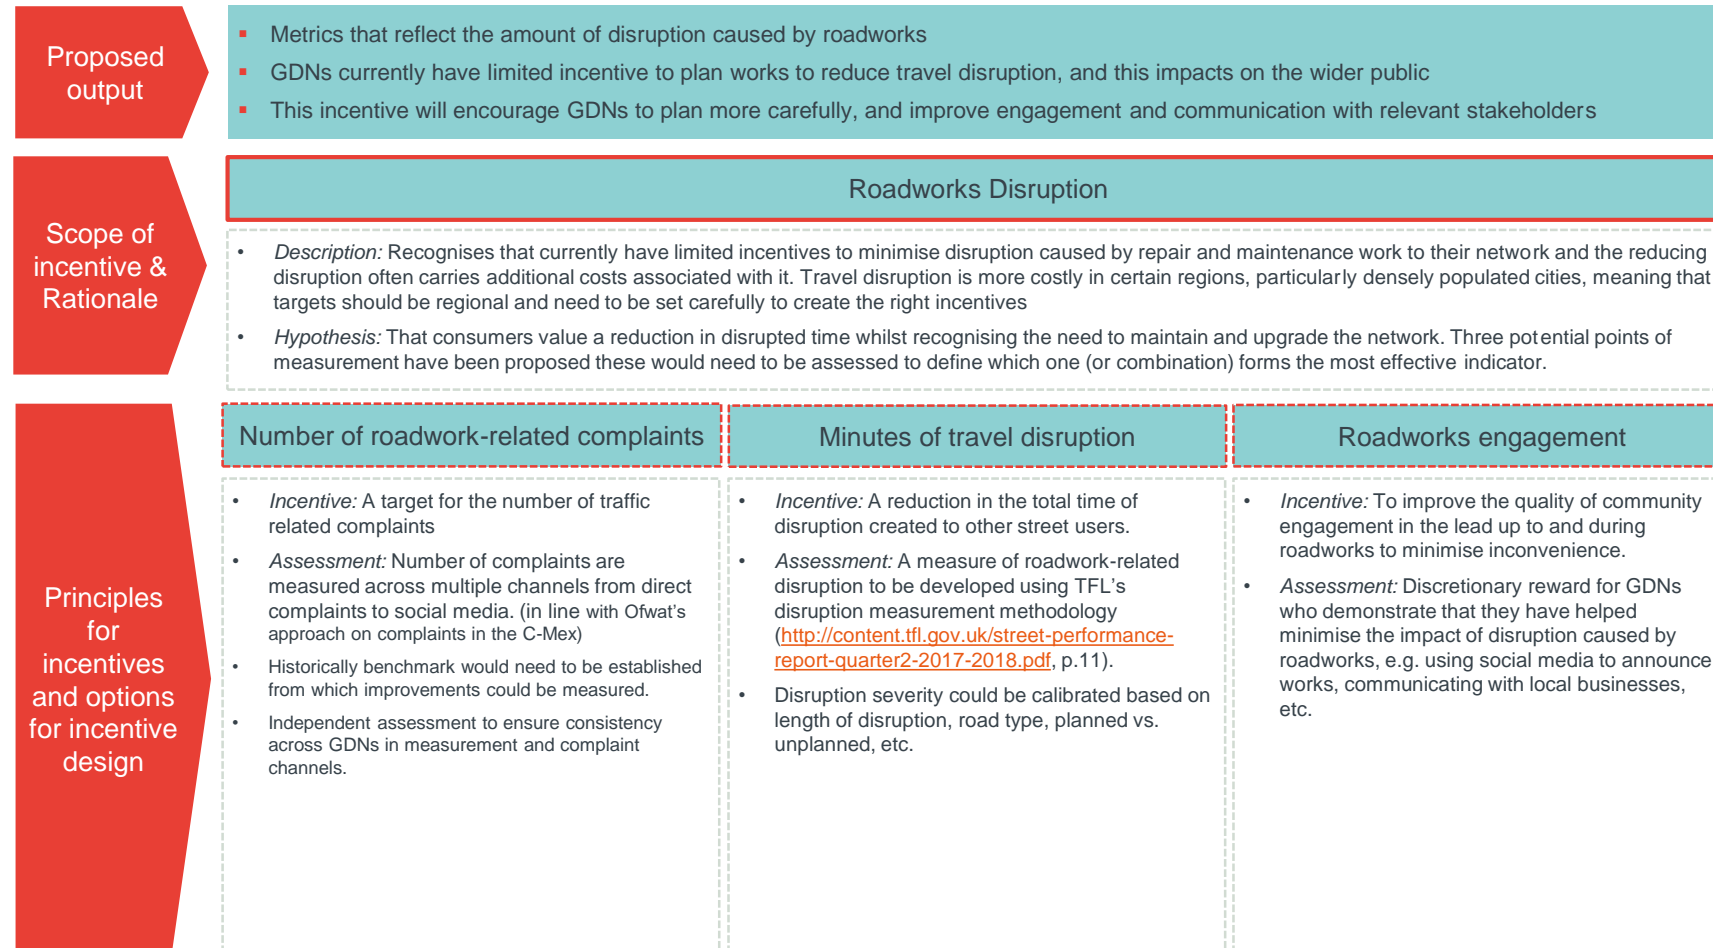 Proposed
output
▪ Metrics that reflect the amount of disruption caused by roadworks
▪ GDNs currently have limited incentive to plan works to reduce travel disruption, and this impacts on the wider public
▪ This incentive will encourage GDNs to plan more carefully, and improve engagement and communication with relevant stakeholders
Scope of
incentive &
Rationale
Roadworks Disruption
• Description: Recognises that currently have limited incentives to minimise disruption caused by repair and maintenance work to their network and the reducing
disruption often carries additional costs associated with it. Travel disruption is more costly in certain regions, particularly densely populated cities, meaning that
targets should be regional and need to be set carefully to create the right incentives
• Hypothesis: That consumers value a reduction in disrupted time whilst recognising the need to maintain and upgrade the network. Three potential points of
measurement have been proposed these would need to be assessed to define which one (or combination) forms the most effective indicator.
Principles
for
incentives
and options
for incentive
design
Number of roadwork-related complaints
• Incentive: A target for the number of traffic
related complaints
• Assessment: Number of complaints are
measured across multiple channels from direct
complaints to social media. (in line with Ofwat's
approach on complaints in the C-Mex)
• Historically benchmark would need to be established
from which improvements could be measured.
• Independent assessment to ensure consistency
across GDNs in measurement and complaint
channels.
Minutes of travel disruption
• Incentive: A reduction in the total time of
disruption created to other street users.
• Assessment: A measure of roadwork-related
disruption to be developed using TFL's
disruption measurement methodology
(http://content.tfl.gov.uk/street-performance-
report-quarter2-2017-2018.pdf, p.11).
• Disruption severity could be calibrated based on
length of disruption, road type, planned vs.
unplanned, etc.
Roadworks engagement
• Incentive: To improve the quality of community
engagement in the lead up to and during
roadworks to minimise inconvenience.
• Assessment: Discretionary reward for GDNs
who demonstrate that they have helped
minimise the impact of disruption caused by
roadworks, e.g. using social media to announce
works, communicating with local businesses,
etc.